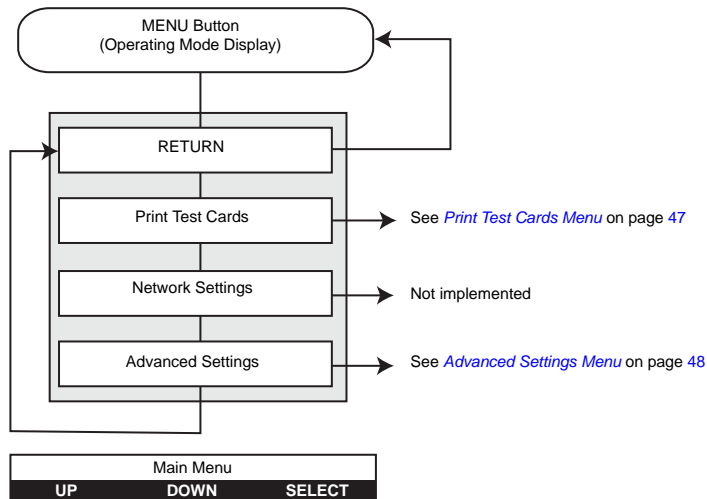 MENU Button
(Operating Mode Display)
RETURN
Print Test Cards
See Print Test Cards Menu on page 47
Network Settings
Not implemented
Advanced Settings
See Advanced Settings Menu on page 48
Main Menu
UP DOWN SELECT